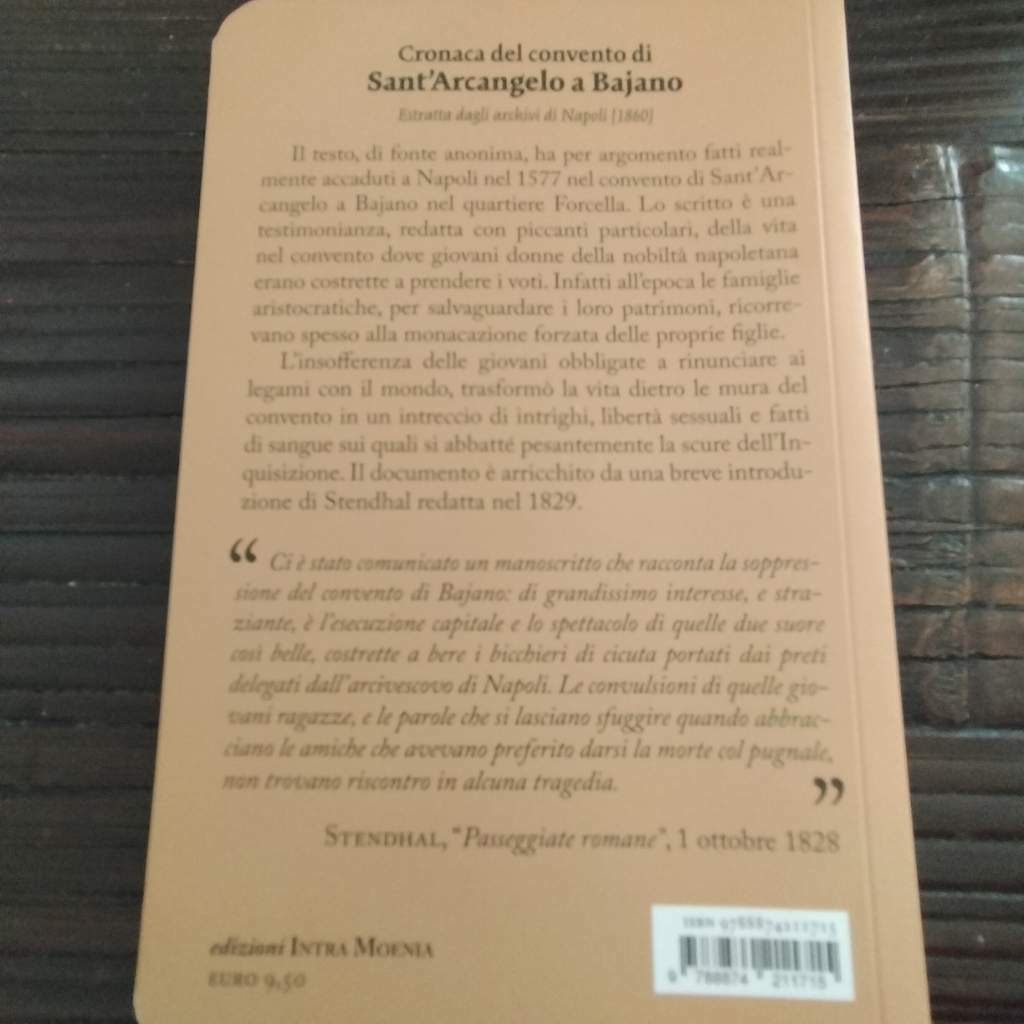 Cronaca del convento di
Sant'Arcangelo a Bajano
Estratta dagli archivi di Napoli [1860]
Il testo, di fonte anonima, ha per argomento fatti real-
mente accaduti a Napoli nel 1577 nel convento di Sant'Ar-
cangelo a Bajano nel quartiere Forcella. Lo scritto è una
testimonianza, redatta con piccanti particolari, della vita
nel convento dove giovani donne della nobiltà napoletana
erano costrette a prendere i voti. Infatti all'epoca le famiglie
aristocratiche, per salvaguardare i loro patrimoni, ricorre-
vano spesso alla monacazione forzata delle proprie figlie.
L'insofferenza delle giovani obbligate a rinunciare ai
legami con il mondo, trasformò la vita dietro le mura del
convento in un intreccio di intrighi, libertà sessuali e fatti
di sangue sui quali si abbatté pesantemente la scure dell'In-
quisizione. Il documento è arricchito da una breve introdu-
zione di Stendhal redatta nel 1829.
“ Ci è stato comunicato un manoscritto che racconta la soppres-
sione del convento di Bajano: di grandissimo interesse, e stra-
ziante, è l'esecuzione capitale e lo spettacolo di quelle due suore
così belle, costrette a bere i bicchieri di cicuta portati dai preti
delegati dall'arcivescovo di Napoli. Le convulsioni di quelle gio-
vani ragazze, e le parole che si lasciano sfuggire quando abbrac-
ciano le amiche che avevano preferito darsi la morte col pugnale,
non trovano riscontro in alcuna tragedia. ”
STENDHAL, “Passeggiate romane”, 1 ottobre 1828
edizioni INTRA MOENIA
EURO 9,50
ISBN 9788874211715
9 788874 211715